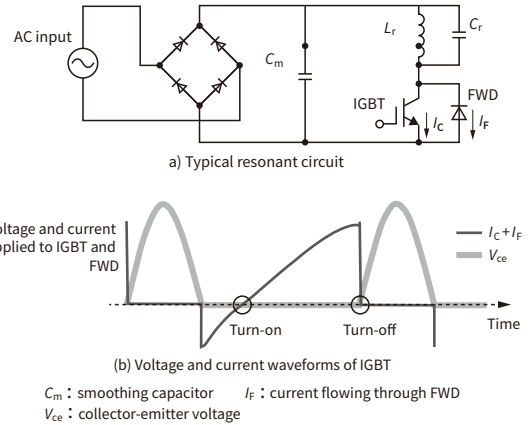 AC input
Cm
Lr
Cr
IGBT
FWD
IC
IF
a) Typical resonant circuit
oltage and current
plied to IGBT and
FWD
IC + IF
Vce
Turn-on
Turn-off
Time
(b) Voltage and current waveforms of IGBT
Cm : smoothing capacitor IF : current flowing through FWD
Vce : collector-emitter voltage